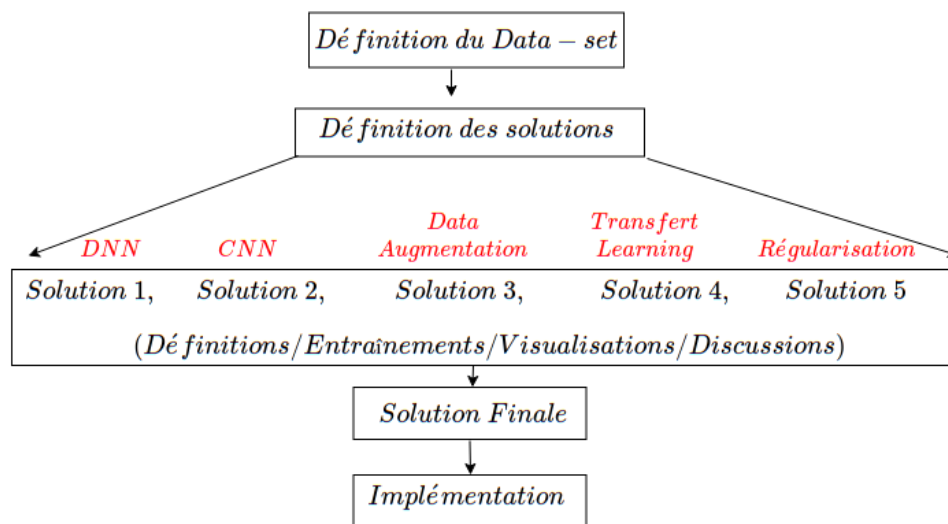 Définition du Data − set
Définition des solutions
Data Transfert
DNN CNN Augmentation Learning Régularisation
Solution 1, Solution 2, Solution 3, Solution 4, Solution 5
(Définitions/Entraînements/Visualisations/Discussions)
Solution Finale
Implémentation